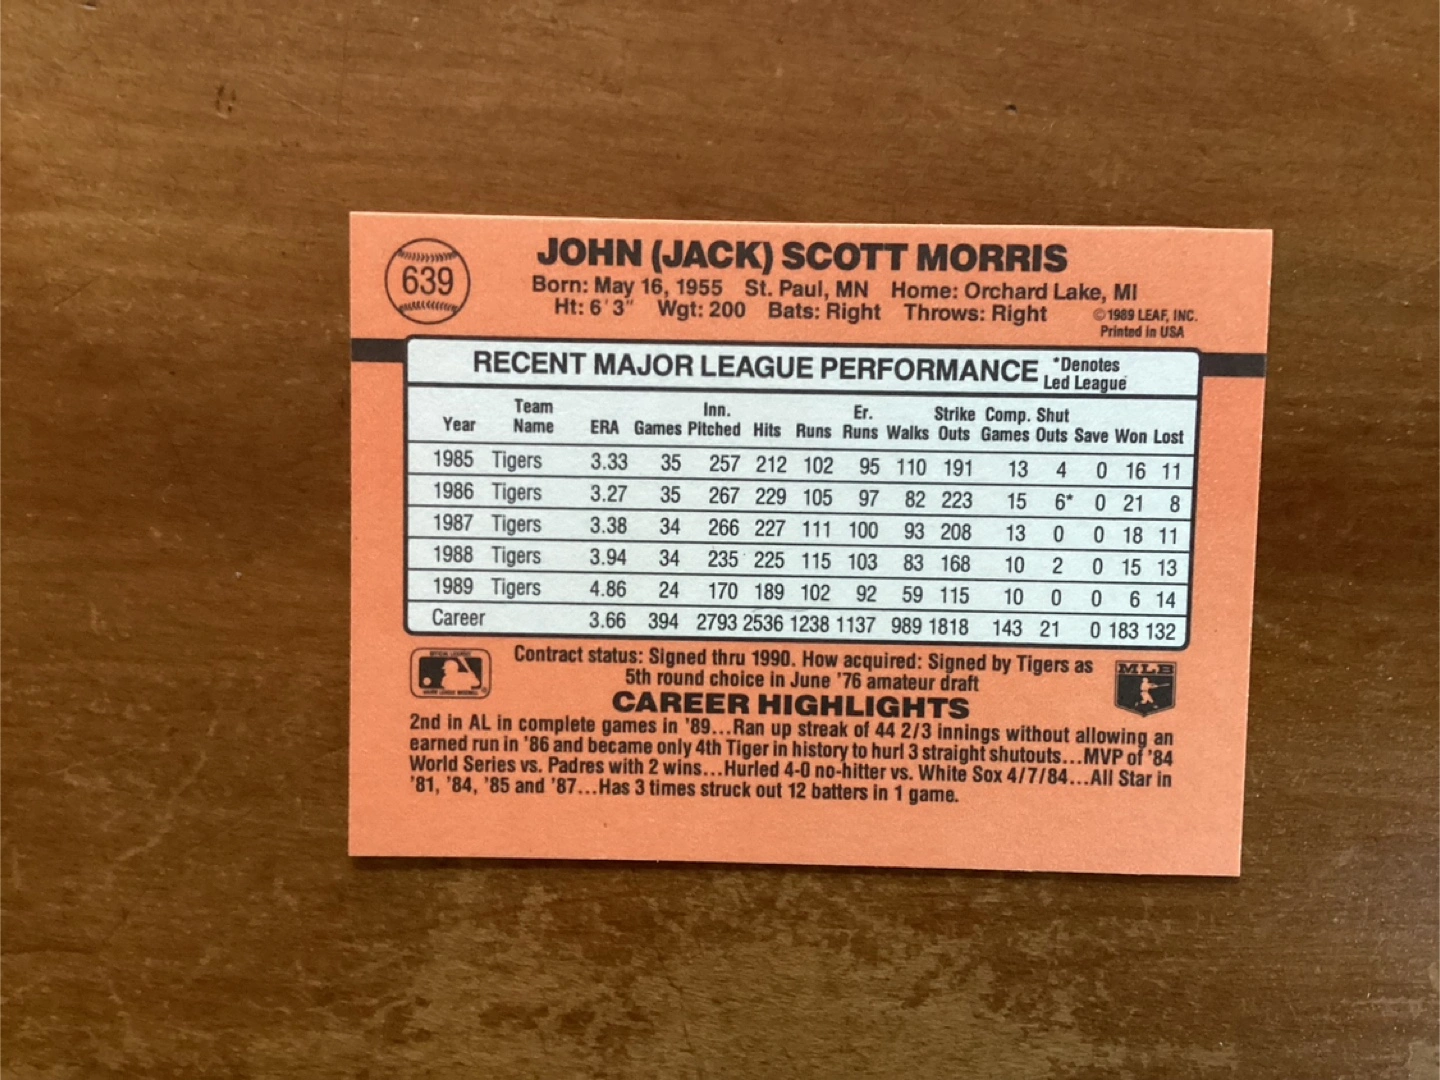 639
JOHN (JACK) SCOTT MORRIS
Born: May 16, 1955 St. Paul, MN Home: Orchard Lake, MI
Ht: 6'3" Wgt: 200 Bats: Right Throws: Right
©1989 LEAF, INC.
Printed in USA
RECENT MAJOR LEAGUE PERFORMANCE *Denotes Led League
Year Team Name ERA Games Inn. Pitched Hits Runs Er. Runs Walks Strike Outs Comp. Games Shut Outs Save Won Lost
1985 Tigers 3.33 35 257 212 102 95 110 191 13 4 0 16 11
1986 Tigers 3.27 35 267 229 105 97 82 223 15 6* 0 21 8
1987 Tigers 3.38 34 266 227 111 100 93 208 13 0 0 18 11
1988 Tigers 3.94 34 235 225 115 103 83 168 10 2 0 15 13
1989 Tigers 4.86 24 170 189 102 92 59 115 10 0 0 6 14
Career 3.66 394 2793 2536 1238 1137 989 1818 143 21 0 183 132
Contract status: Signed thru 1990. How acquired: Signed by Tigers as
5th round choice in June '76 amateur draft
MLB
CAREER HIGHLIGHTS
2nd in AL in complete games in '89...Ran up streak of 44 2/3 innings without allowing an
earned run in '86 and became only 4th Tiger in history to hurl 3 straight shutouts...MVP of '84
World Series vs. Padres with 2 wins...Hurled 4-0 no-hitter vs. White Sox 4/7/84...All Star in
'81, '84, '85 and '87...Has 3 times struck out 12 batters in 1 game.